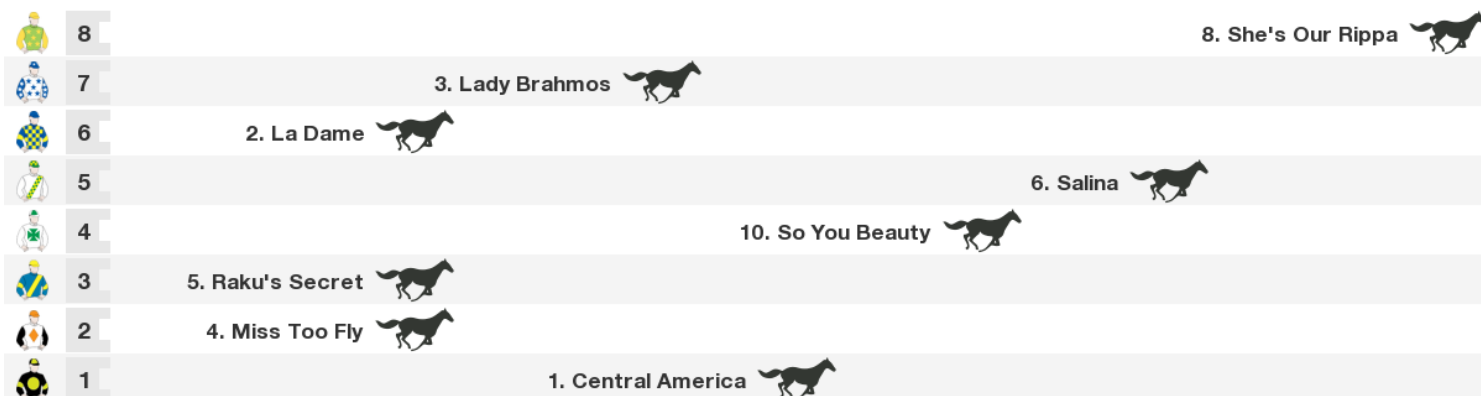 8 8. She's Our Rippa
7 3. Lady Brahmos
6 2. La Dame
5 6. Salina
4 10. So You Beauty
3 5. Raku's Secret
2 4. Miss Too Fly
1 1. Central America